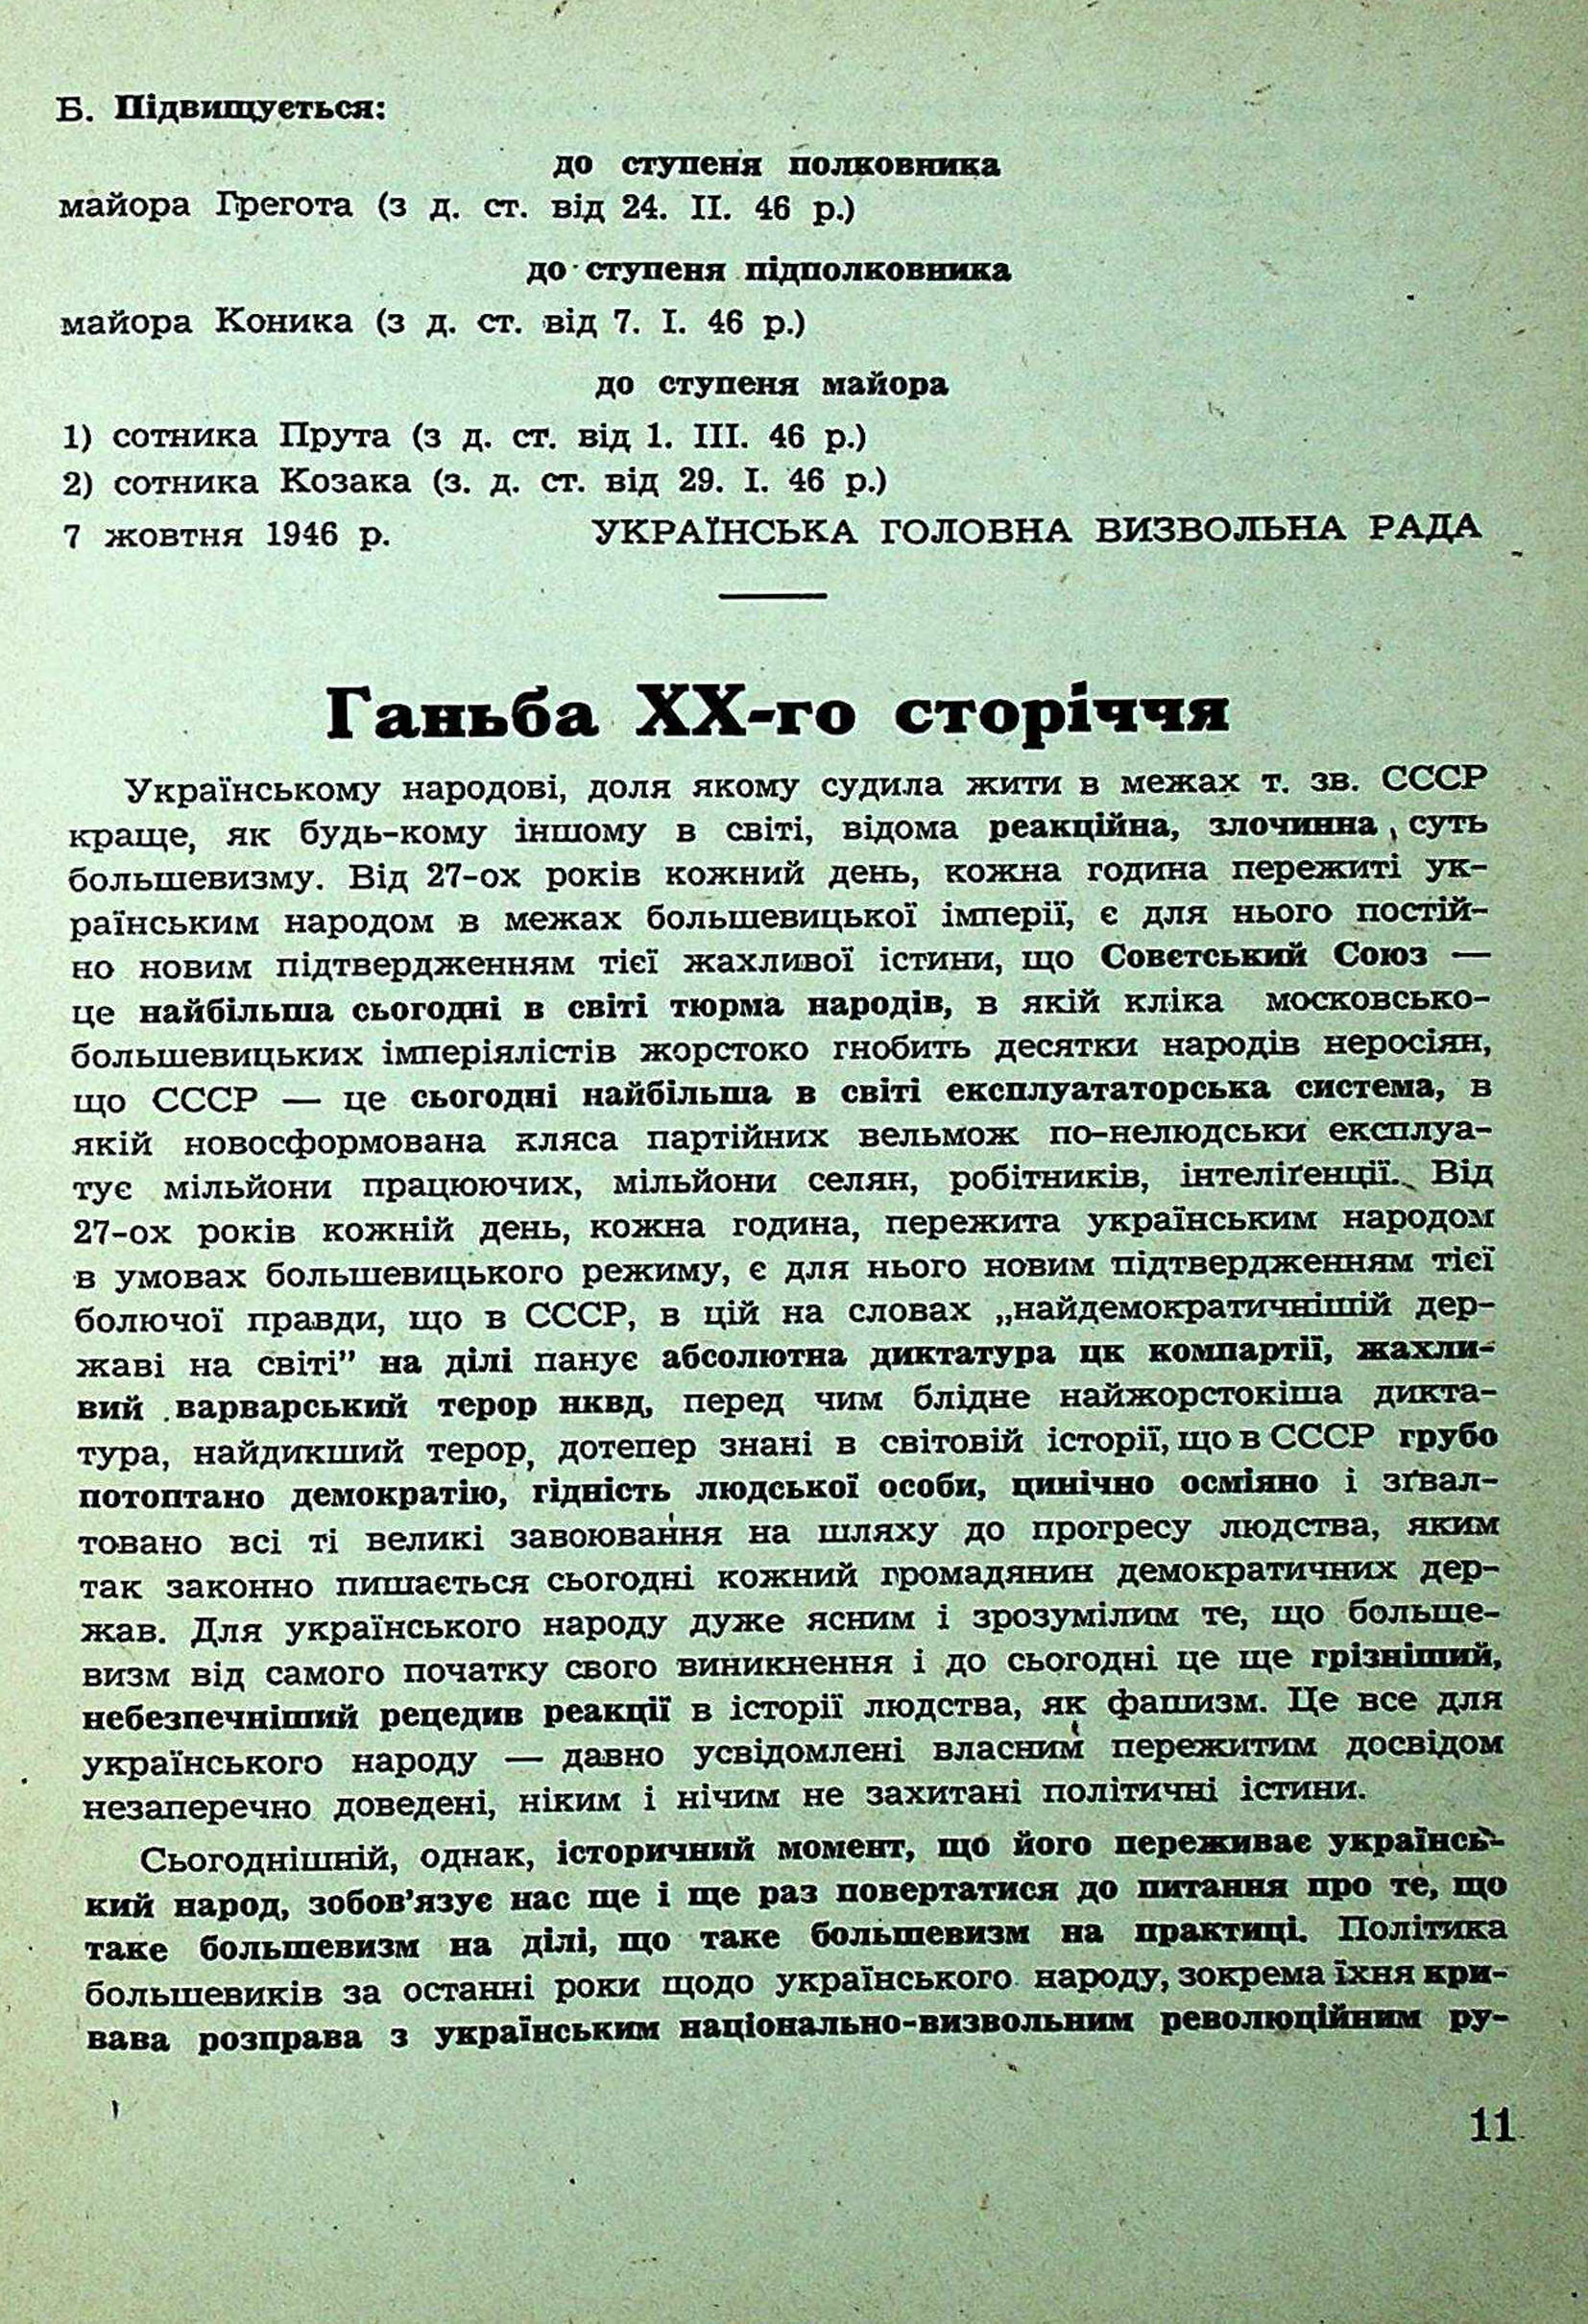 Б. Підвищується:
до ступеня полковника
майора Ґрегота (з д. ст. від 24. II. 46 р.)
до ступеня підполковника
майора Коника (з д. ст. від 7. I. 46 р.)
до ступеня майора
1) сотника Прута (з д. ст. від 1. III. 46 р.)
2) сотника Козака (з. д. ст. від 29. I. 46 р.)
7 жовтня 1946 р. УКРАЇНСЬКА ГОЛОВНА ВИЗВОЛЬНА РАДА
Ганьба XX-го сторіччя
Українському народові, доля якому судила жити в межах т. зв. СССР
краще, як будь-кому іншому в світі, відома реакційна, злочинна, суть
большевизму. Від 27-ох років кожний день, кожна година пережиті ук-
раїнським народом в межах большевицької імперії, є для нього постій-
но новим підтвердженням тієї жахливої істини, що Совєтський Союз —
це найбільша сьогодні в світі тюрма народів, в якій кліка московсько-
большевицьких імперіялістів жорстоко гнобить десятки народів неросіян,
що СССР — це сьогодні найбільша в світі експлуататорська система, в
якій новосформована кляса партійних вельмож по-нелюдськи експлуа-
тує мільйони працюючих, мільйони селян, робітників, інтеліґенції. Від
27-ох років кожній день, кожна година, пережита українським народом
в умовах большевицького режиму, є для нього новим підтвердженням тієї
болючої правди, що в СССР, в цій на словах „найдемократичнішій дер-
жаві на світі” на ділі панує абсолютна диктатура цк компартії, жахли-
вий варварський терор нквд, перед чим блідне найжорстокіша дикта-
тура, найдикший терор, дотепер знані в світовій історії, що в СССР грубо
потоптано демократію, гідність людської особи, цинічно осміяно і зґвал-
товано всі ті великі завоювання на шляху до прогресу людства, яким
так законно пишається сьогодні кожний громадянин демократичних дер-
жав. Для українського народу дуже ясним і зрозумілим те, що больше-
визм від самого початку свого виникнення і до сьогодні це ще грізніший,
небезпечніший рецедив реакції в історії людства, як фашизм. Це все для
українського народу — давно усвідомлені власним пережитим досвідом
незаперечно доведені, ніким і нічим не захитані політичні істини.
Сьогоднішній, однак, історичний момент, що його переживає українсь-
кий народ, зобов'язує нас ще і ще раз повертатися до питання про те, що
таке большевизм на ділі, що таке большевизм на практиці. Політика
большевиків за останні роки щодо українського народу, зокрема їхня кри-
вава розправа з українським національно-визвольним революційним ру-
11